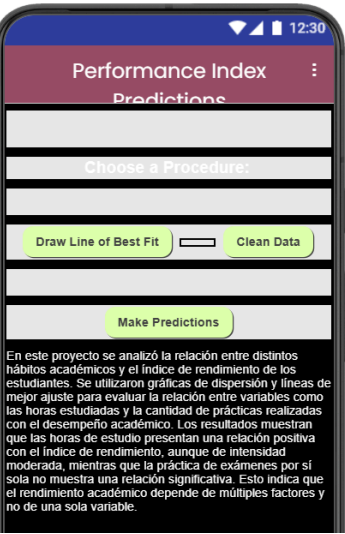 12:30
Performance Index
Predictions
Choose a Procedure:
Draw Line of Best Fit
Clean Data
Make Predictions
En este proyecto se analizó la relación entre distintos
hábitos académicos y el índice de rendimiento de los
estudiantes. Se utilizaron gráficas de dispersión y líneas de
mejor ajuste para evaluar la relación entre variables como
las horas estudiadas y la cantidad de prácticas realizadas
con el desempeño académico. Los resultados muestran
que las horas de estudio presentan una relación positiva
con el índice de rendimiento, aunque de intensidad
moderada, mientras que la práctica de exámenes por sí
sola no muestra una relación significativa. Esto indica que
el rendimiento académico depende de múltiples factores y
no de una sola variable.